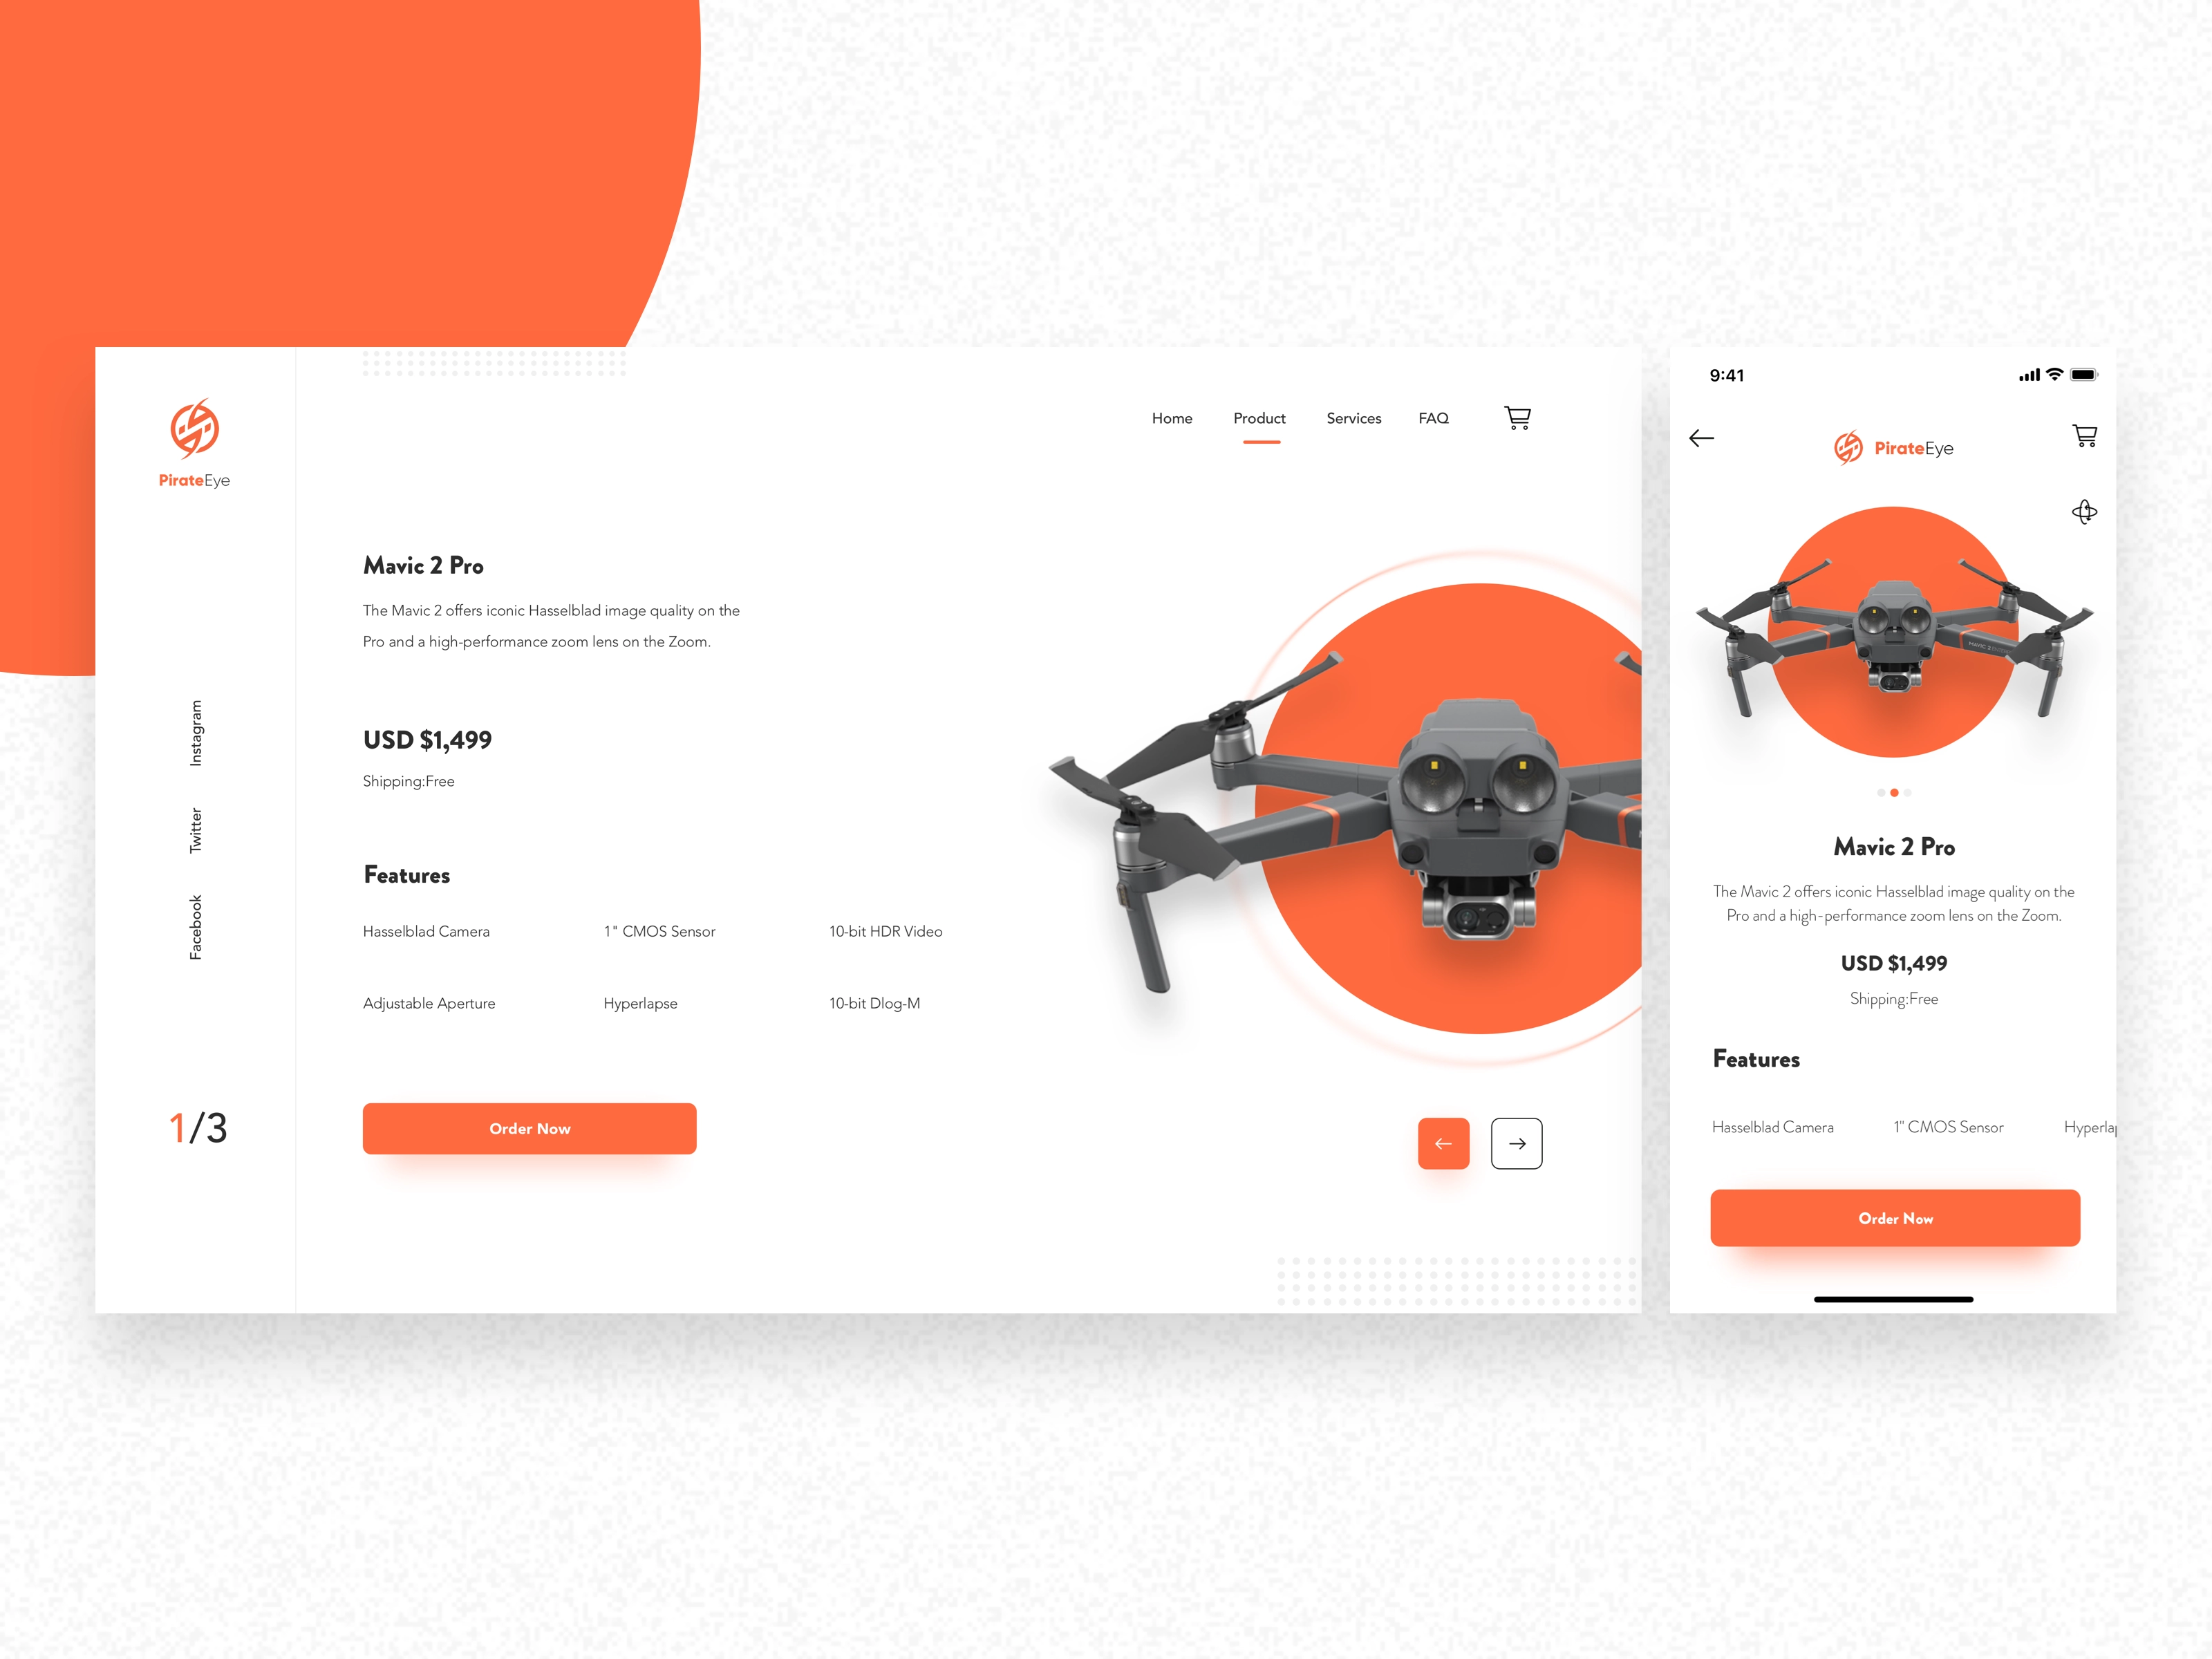 PirateEye
Instagram
Twitter
Facebook
1/3
Home Product Services FAQ
Mavic 2 Pro
The Mavic 2 offers iconic Hasselblad image quality on the
Pro and a high-performance zoom lens on the Zoom.
USD $1,499
Shipping:Free
Features
Hasselblad Camera 1" CMOS Sensor 10-bit HDR Video
Adjustable Aperture Hyperlapse 10-bit Dlog-M
Order Now
9:41
PirateEye
MAVIC 2
Mavic 2 Pro
The Mavic 2 offers iconic Hasselblad image quality on the
Pro and a high-performance zoom lens on the Zoom.
USD $1,499
Shipping:Free
Features
Hasselblad Camera 1" CMOS Sensor Hyperlap
Order Now